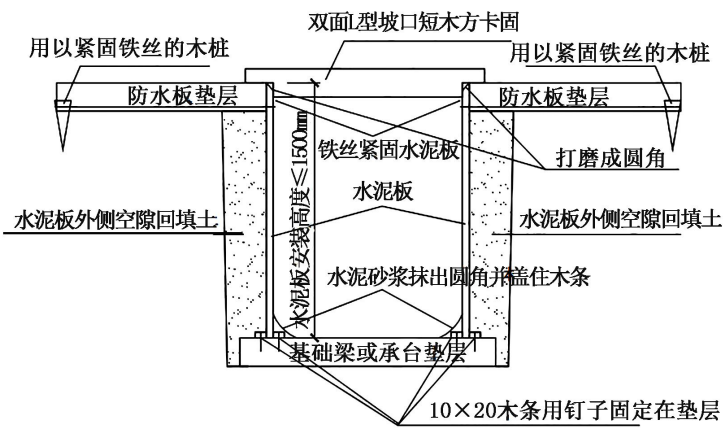 双面L型坡口短木方卡固
用以紧固铁丝的木桩
用以紧固铁丝的木桩
防水板垫层
防水板垫层
铁丝紧固水泥板
打磨成圆角
水泥板安装高度≤1500mm
水泥板
水泥板外侧空隙回填土
水泥板外侧空隙回填土
水泥砂浆抹出圆角并盖住木条
基础梁或承台垫层
10×20木条用钉子固定在垫层